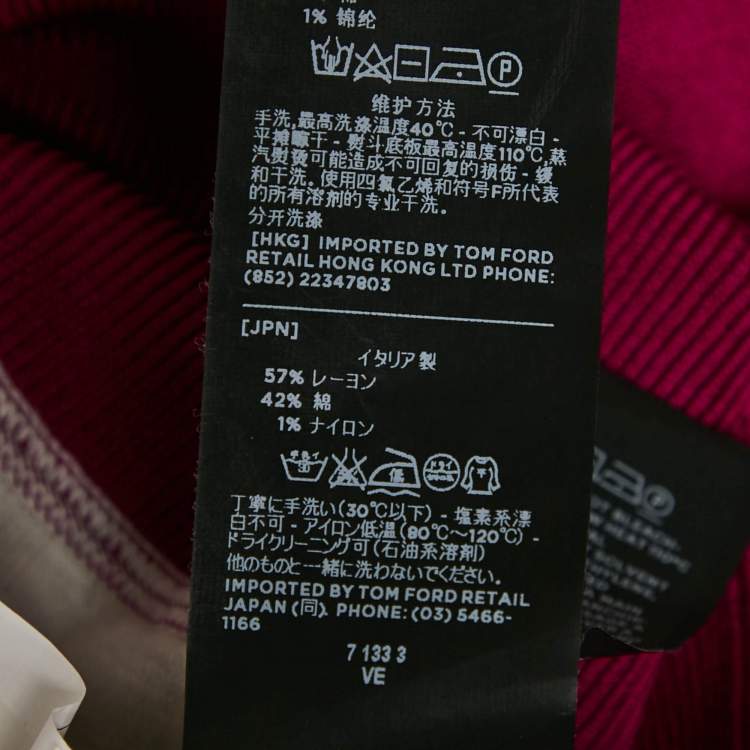 1% 锦纶
P
维护方法
手洗,最高洗涤温度40°C - 不可漂白 -
平摊晾干 - 熨斗底板最高温度110°C,蒸
汽熨烫可能造成不可回复的损伤 - 缓
和干洗。使用四氯乙烯和符号F所代表
的所有溶剂的专业干洗。
分开洗涤
[HKG] IMPORTED BY TOM FORD
RETAIL HONG KONG LTD PHONE:
(852) 22347803
[JPN]
イタリア製
57% レーヨン
42% 綿
1% ナイロン
低
ドライ
丁寧に手洗い(30°C以下) - 塩素系漂
白不可 - アイロン低温(80°C~120°C) -
ドライクリーニング可(石油系溶剤)
他のものと一緒に洗わないでください。
IMPORTED BY TOM FORD RETAIL
JAPAN (同). PHONE: (03) 5466-
1166
7 133 3
VE
P
BLEACH-
SOLVENT